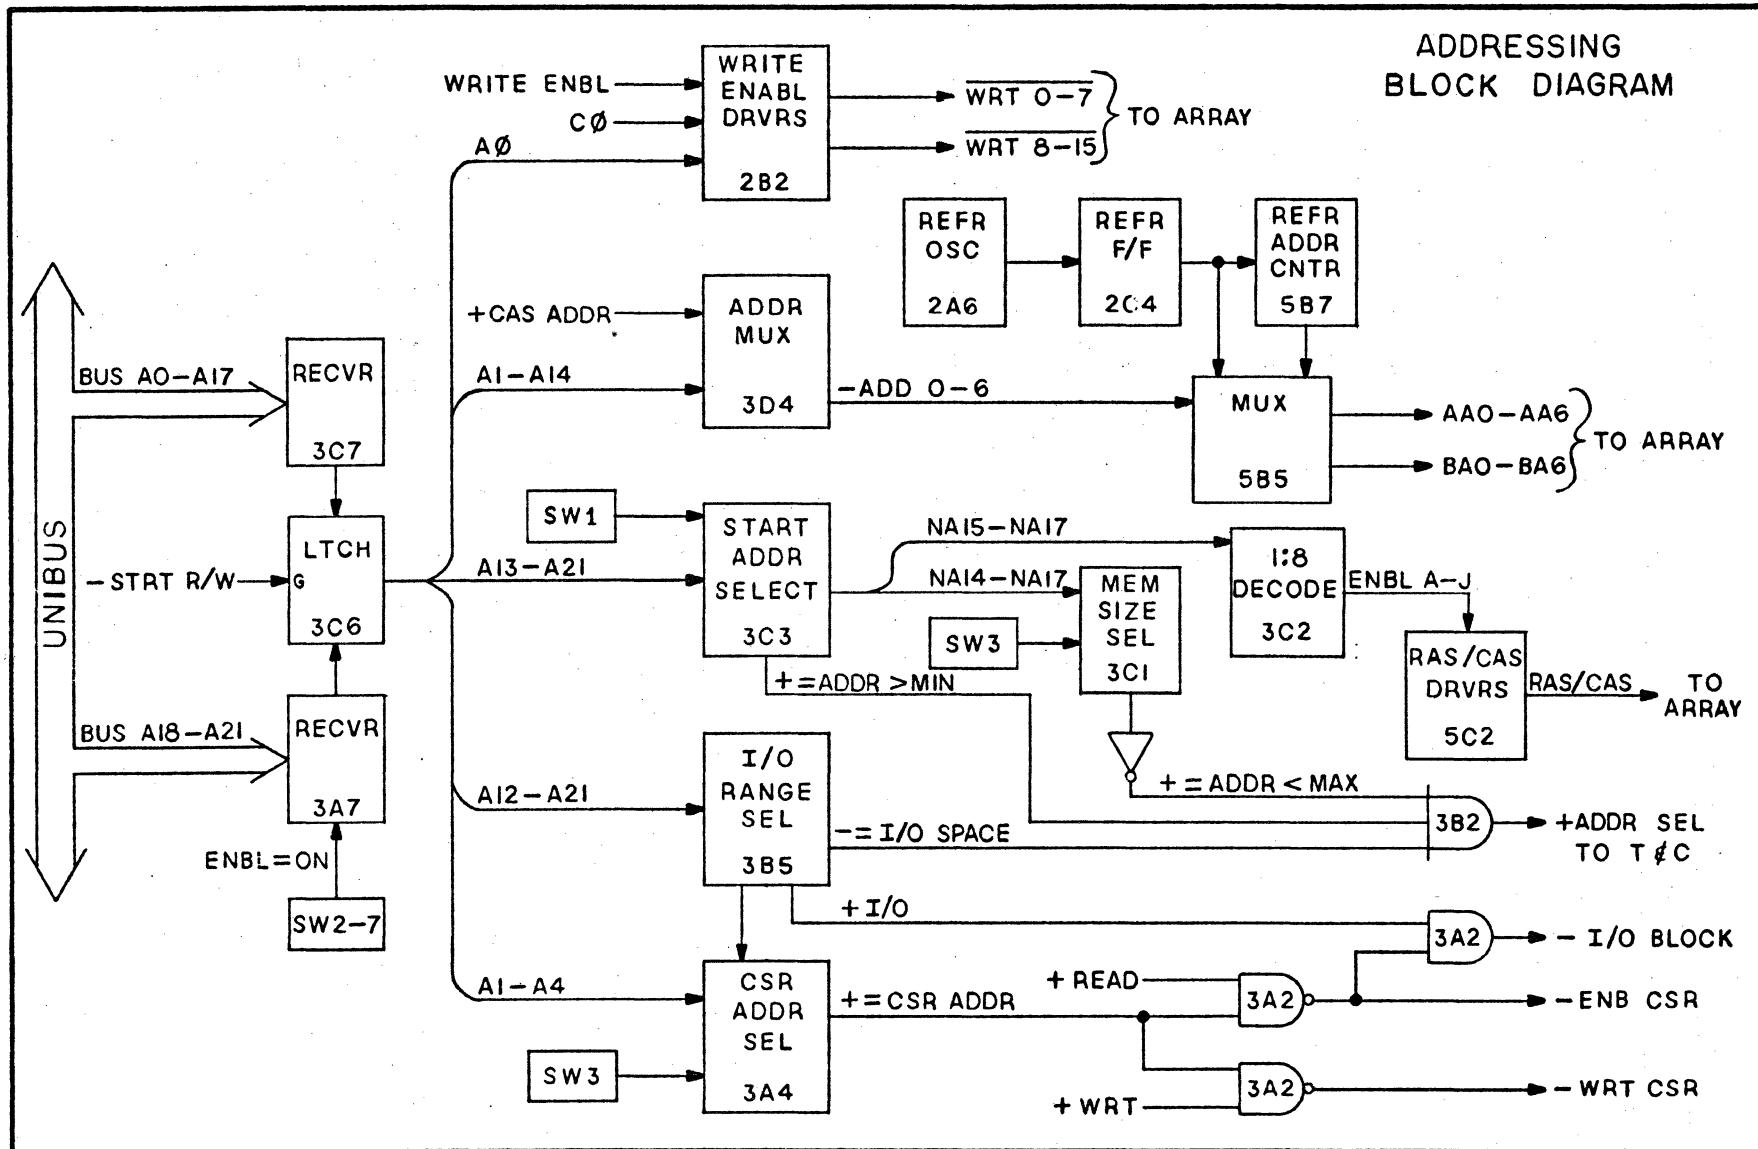 ADDRESSING
BLOCK DIAGRAM
WRITE ENBL
CØ
AØ
WRITE
ENABL
DRVRS
2B2
WRT 0-7
WRT 8-15
TO ARRAY
REFR
OSC
2A6
REFR
F/F
2C4
REFR
ADDR
CNTR
5B7
+CAS ADDR
A1-A14
ADDR
MUX
3D4
-ADD 0-6
MUX
5B5
AA0-AA6
BA0-BA6
TO ARRAY
UNIBUS
BUS A0-A17
RECVR
3C7
-STRT R/W
G
LTCH
3C6
BUS A18-A21
RECVR
3A7
ENBL=ON
SW2-7
SW1
A13-A21
START
ADDR
SELECT
3C3
NA15-NA17
NA14-NA17
SW3
MEM
SIZE
SEL
3C1
1:8
DECODE
3C2
ENBL A-J
RAS/CAS
DRVRS
5C2
RAS/CAS
TO
ARRAY
+=ADDR>MIN
+=ADDR<MAX
A12-A21
I/O
RANGE
SEL
3B5
-=I/O SPACE
3B2
+ADDR SEL
TO T&C
+I/O
3A2
-I/O BLOCK
A1-A4
SW3
CSR
ADDR
SEL
3A4
+=CSR ADDR
+READ
3A2
-ENB CSR
+WRT
3A2
-WRT CSR